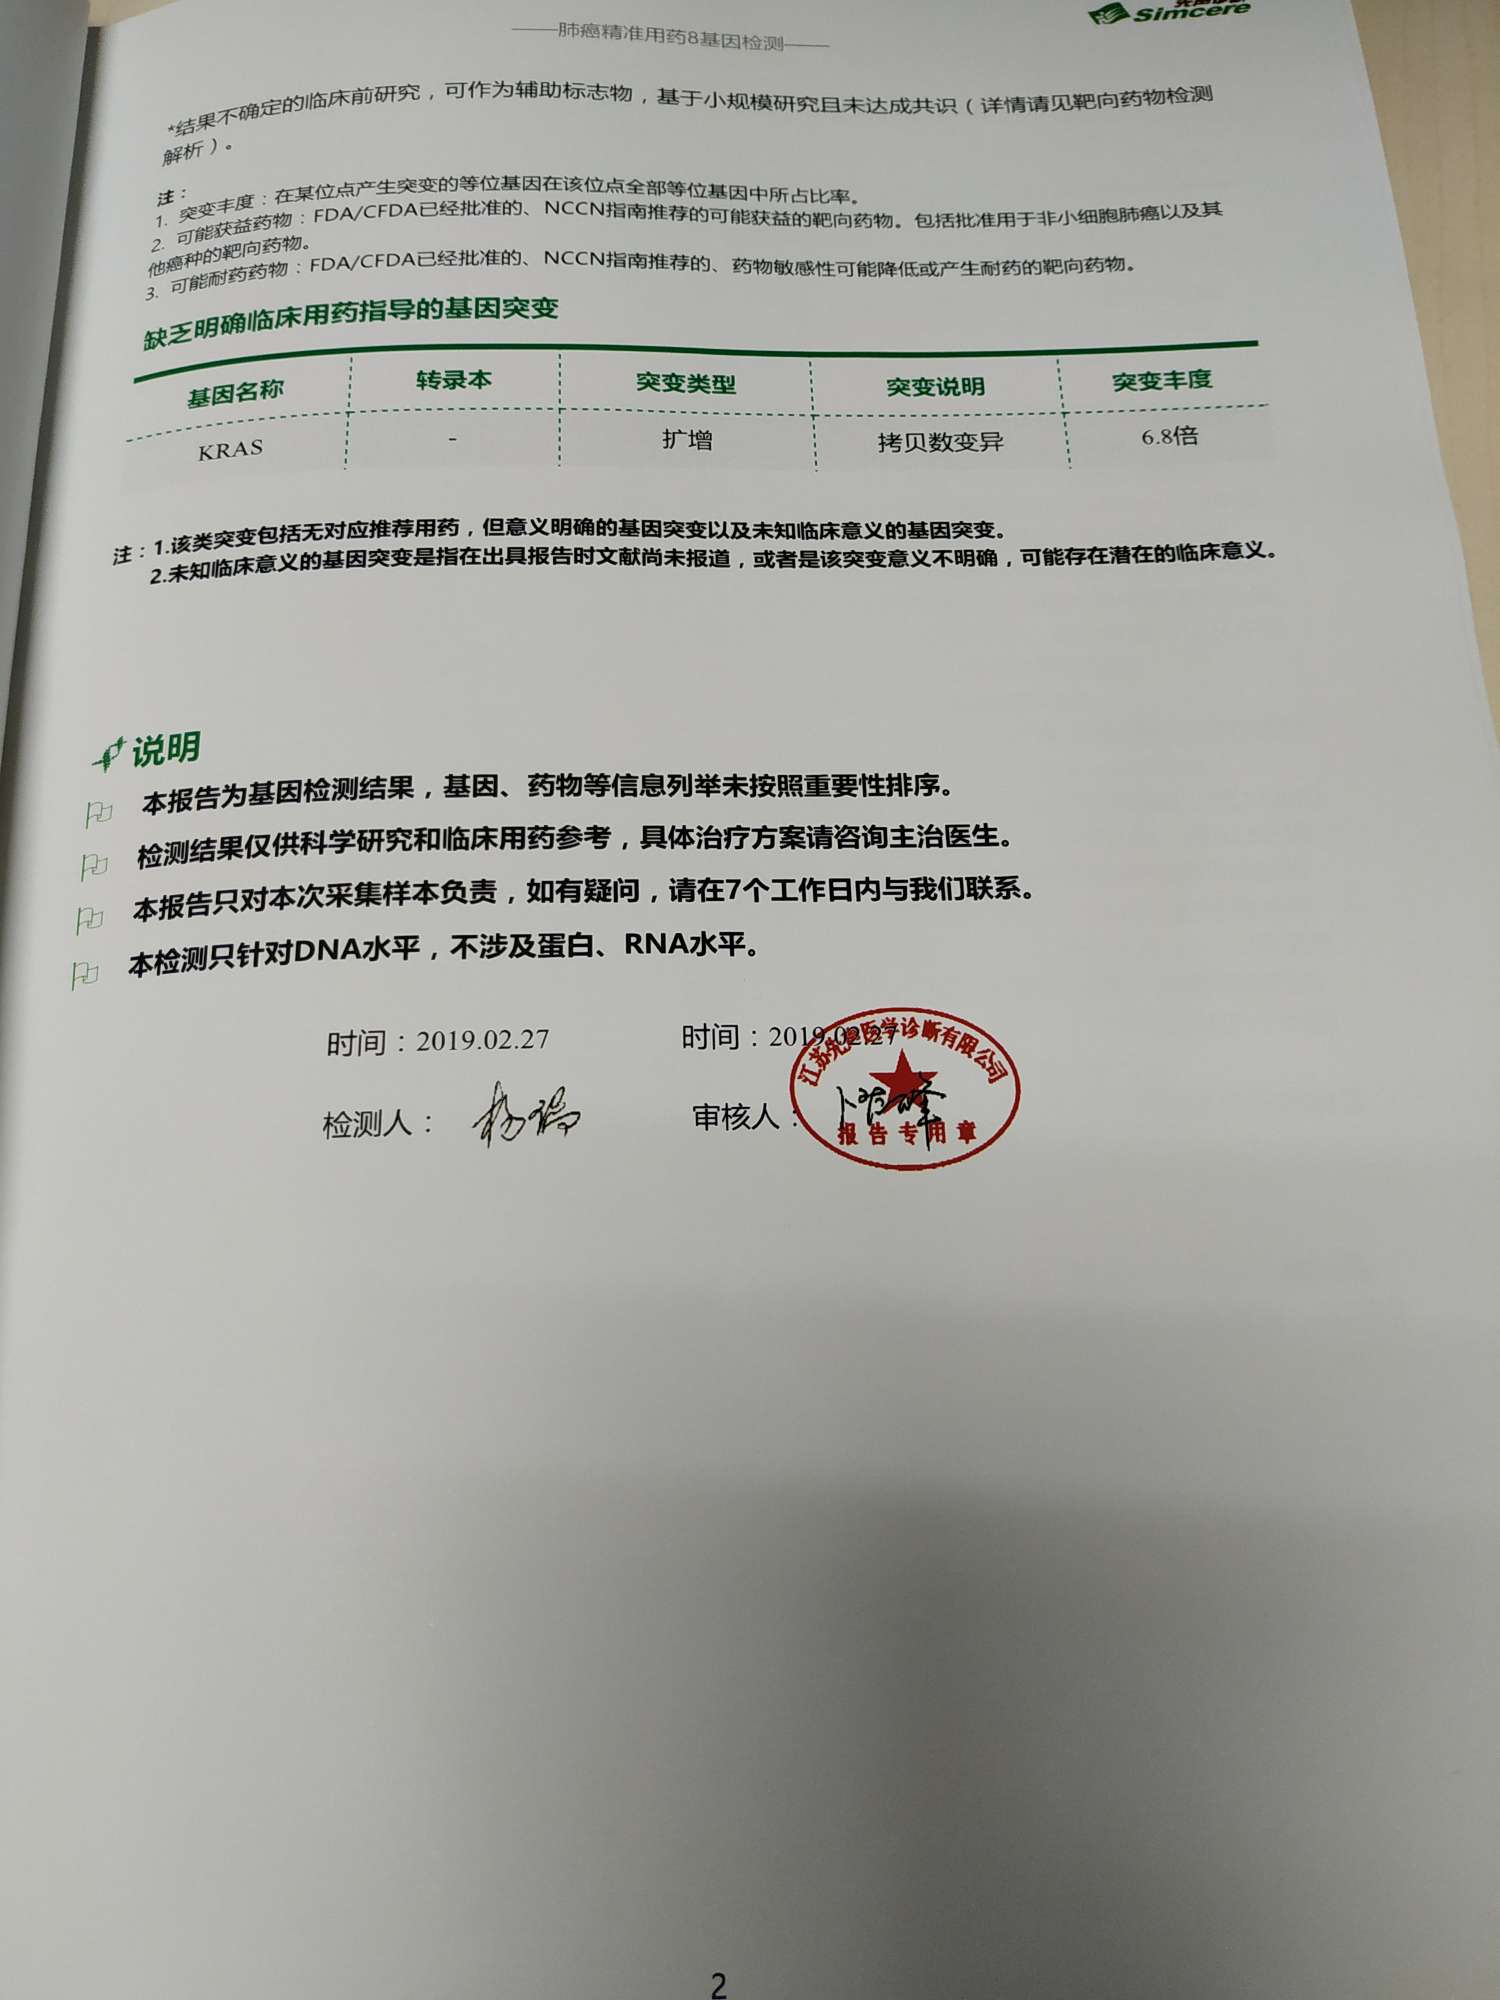 ——肺癌精准用药8基因检测——
Simcere
*结果不确定的临床前研究，可作为辅助标志物，基于小规模研究且未达成共识（详情请见靶向药物检测
解析）。
注：
1. 突变丰度：在某位点产生突变的等位基因在该位点全部等位基因中所占比率。
2. 可能获益药物：FDA/CFDA已经批准的、NCCN指南推荐的可能获益的靶向药物。包括批准用于非小细胞肺癌以及其
他癌种的靶向药物。
3. 可能耐药药物：FDA/CFDA已经批准的、NCCN指南推荐的、药物敏感性可能降低或产生耐药的靶向药物。
缺乏明确临床用药指导的基因突变
基因名称 转录本 突变类型 突变说明 突变丰度
KRAS - 扩增 拷贝数变异 6.8倍
注：1.该类突变包括无对应推荐用药，但意义明确的基因突变以及未知临床意义的基因突变。
2.未知临床意义的基因突变是指在出具报告时文献尚未报道，或者是该突变意义不明确，可能存在潜在的临床意义。
说明
本报告为基因检测结果，基因、药物等信息列举未按照重要性排序。
检测结果仅供科学研究和临床用药参考，具体治疗方案请咨询主治医生。
本报告只对本次采集样本负责，如有疑问，请在7个工作日内与我们联系。
本检测只针对DNA水平，不涉及蛋白、RNA水平。
时间：2019.02.27 时间：2019.02.27
江苏先声医学诊断有限公司
检测人： 审核人：
报告专用章
2